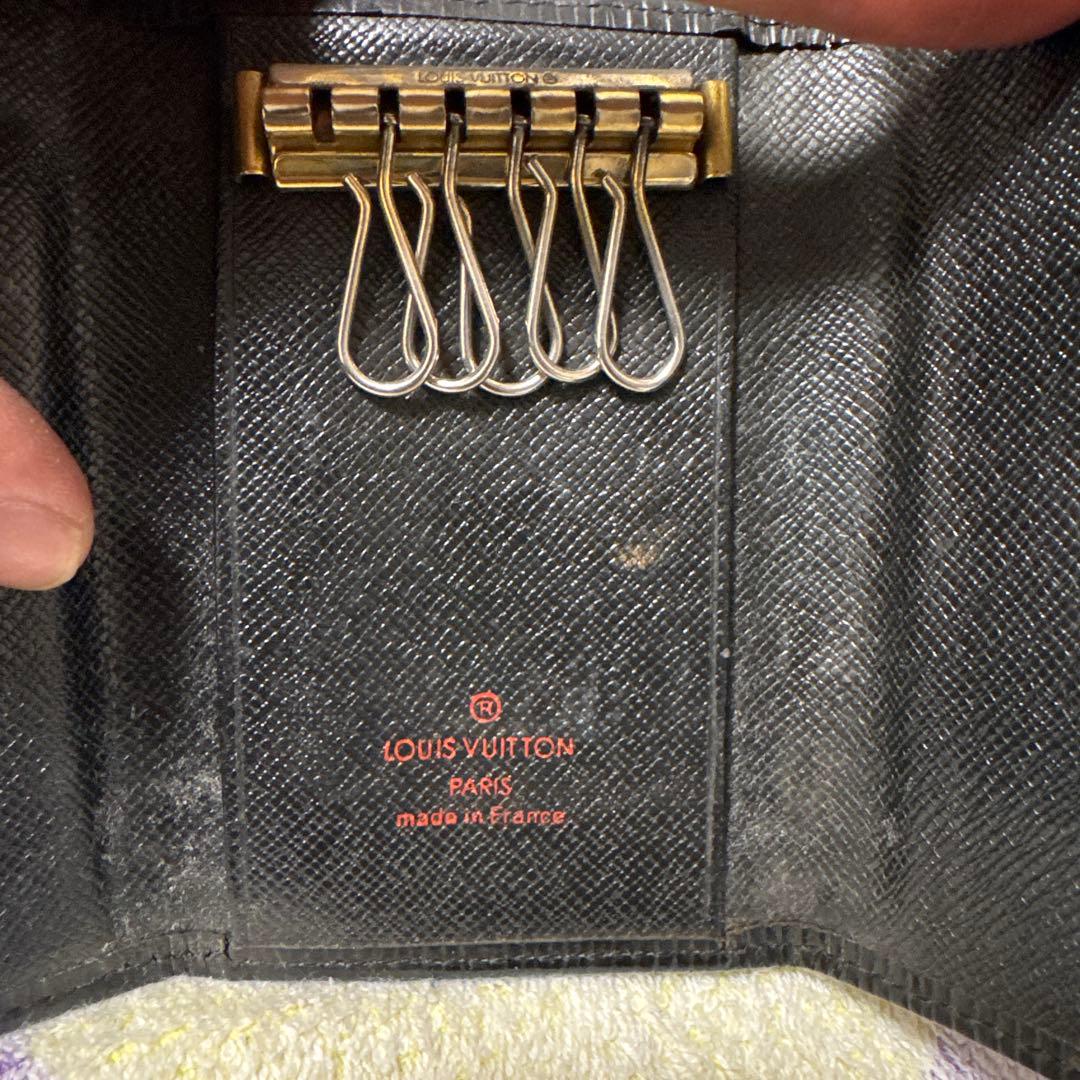 LOUIS VUITTON ®
®
LOUIS VUITTON
PARIS
made in France